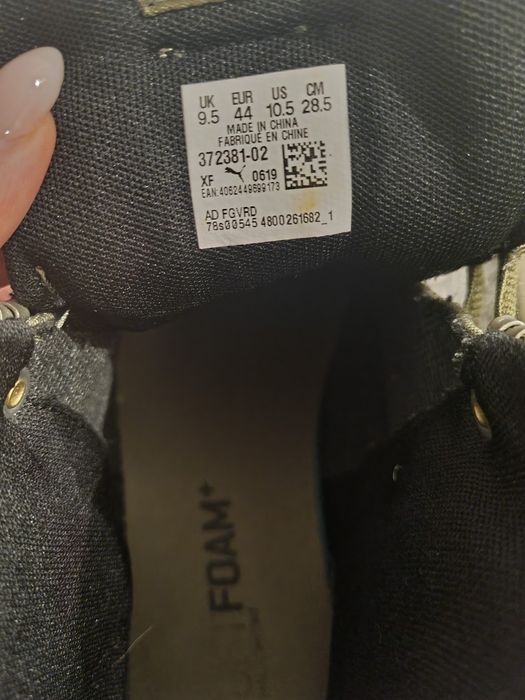 UK EUR US CM
9.5 44 10.5 28.5
MADE IN CHINA
FABRIQUE EN CHINE
372381-02
XF 0619
EAN:4062449699173
AD FGVRD
78s00545 4800261682_1
FOAM+